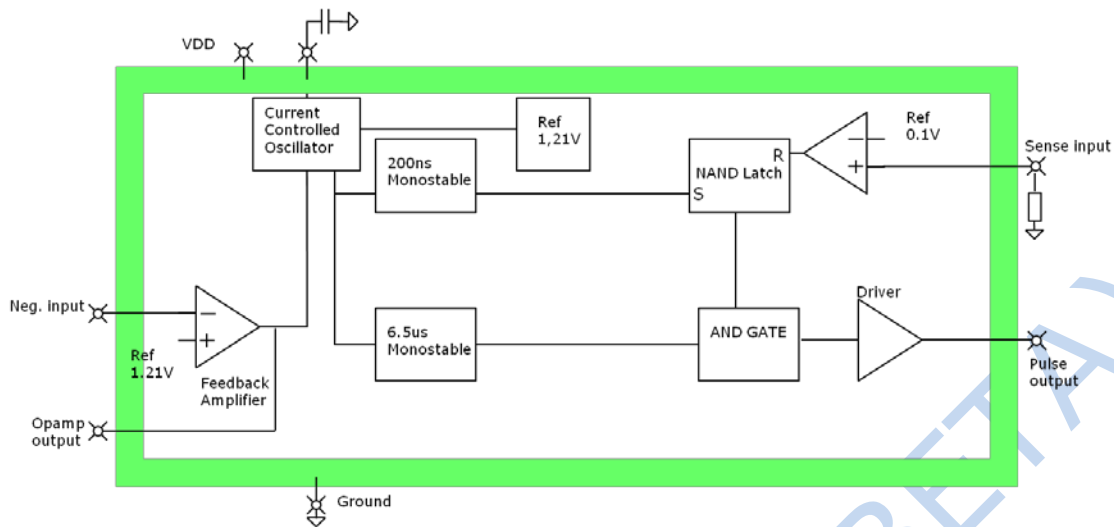 VDD
Current
Controlled
Oscillator
Ref
1,21V
Ref
0.1V
Sense input
200ns
Monostable
R
NAND Latch
S
+
Neg. input
−
+
Ref
1.21V
Feedback
Amplifier
6.5us
Monostable
AND GATE
Driver
Pulse
output
Opamp
output
Ground
BETA)